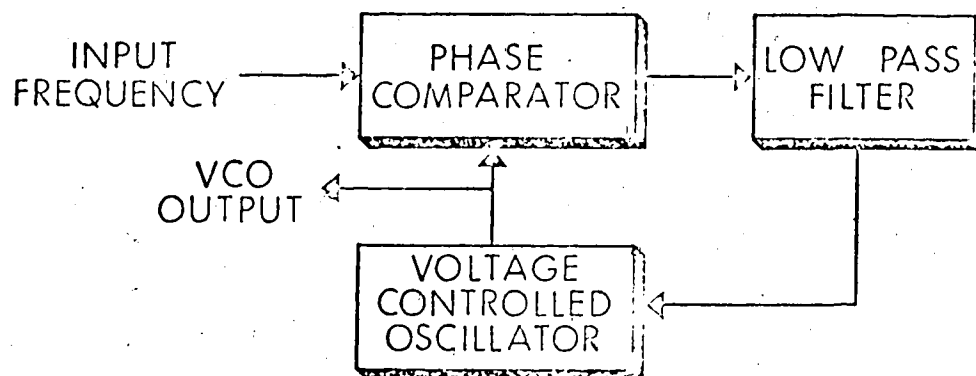 INPUT
FREQUENCY
PHASE
COMPARATOR
LOW PASS
FILTER
VCO
OUTPUT
VOLTAGE
CONTROLLED
OSCILLATOR